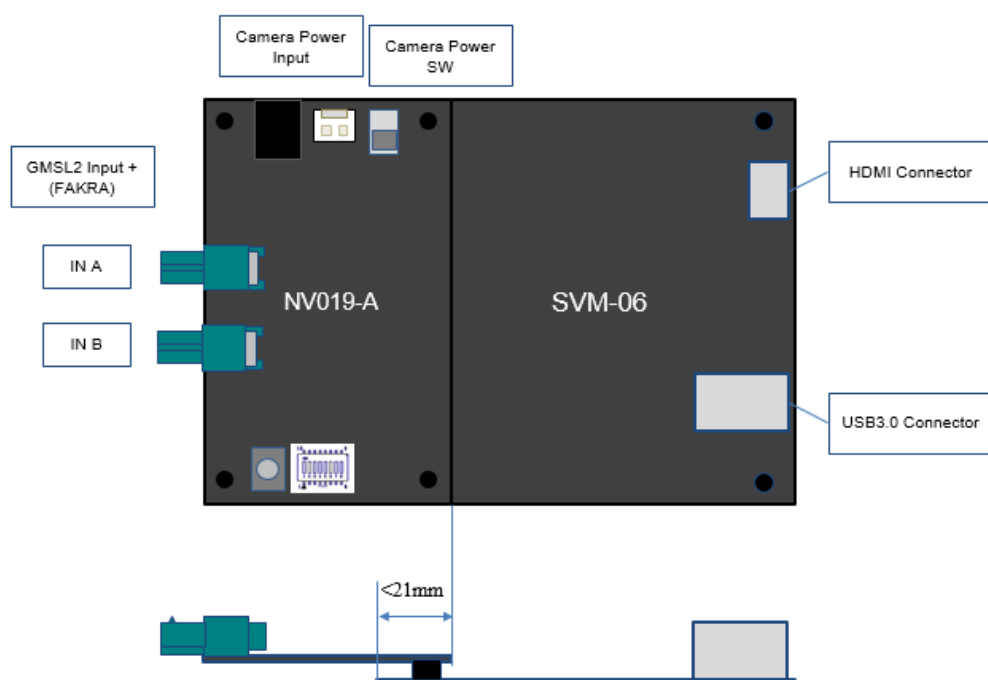 Camera Power
Input
Camera Power
SW
GMSL2 Input +
(FAKRA)
HDMI Connector
IN A
NV019-A
SVM-06
IN B
USB3.0 Connector
<21mm